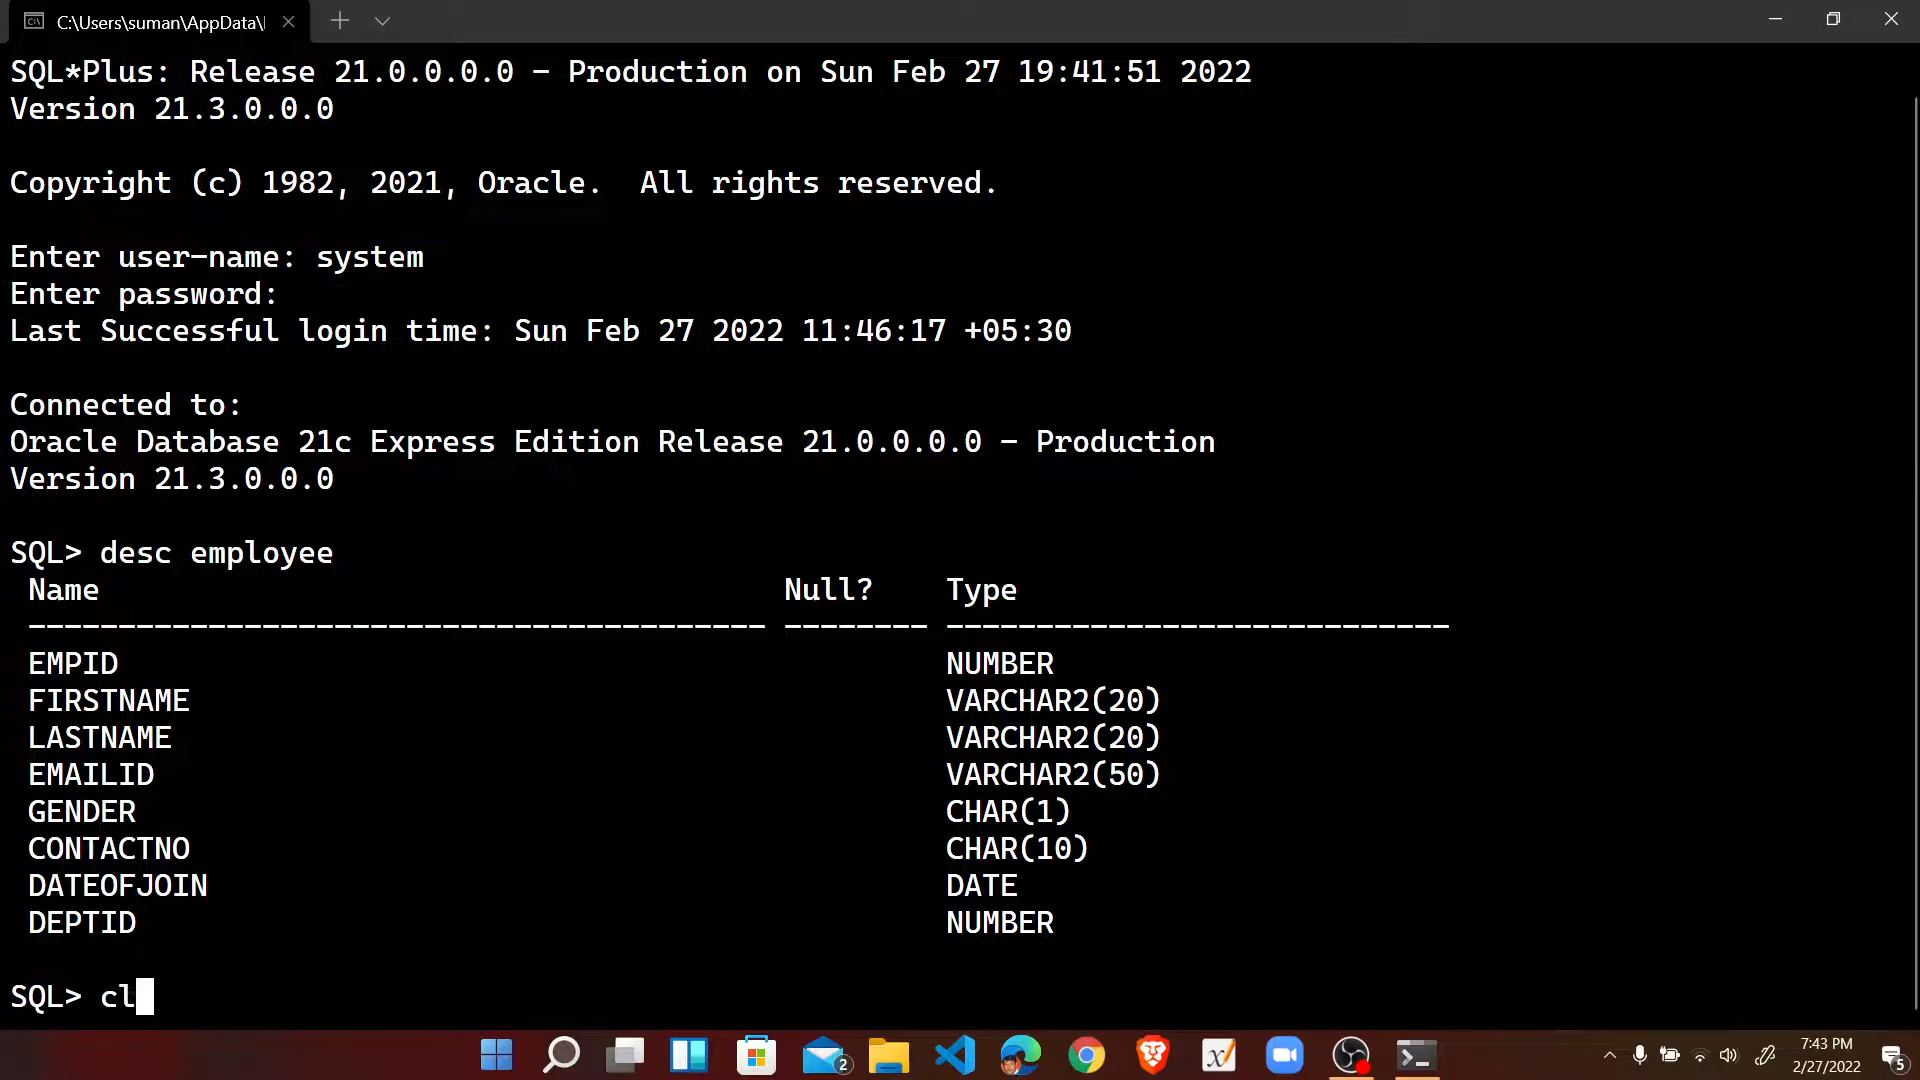 C:\Users\suman\AppData\
SQL*Plus: Release 21.0.0.0.0 - Production on Sun Feb 27 19:41:51 2022
Version 21.3.0.0.0
Copyright (c) 1982, 2021, Oracle.  All rights reserved.
Enter user-name: system
Enter password:
Last Successful login time: Sun Feb 27 2022 11:46:17 +05:30
Connected to:
Oracle Database 21c Express Edition Release 21.0.0.0.0 - Production
Version 21.3.0.0.0
SQL> desc employee
Name Null? Type
----------------------------------------- -------- ----------------------------
EMPID NUMBER
FIRSTNAME VARCHAR2(20)
LASTNAME VARCHAR2(20)
EMAILID VARCHAR2(50)
GENDER CHAR(1)
CONTACTNO CHAR(10)
DATEOFJOIN DATE
DEPTID NUMBER
SQL> cl
2
7:43 PM
2/27/2022
5